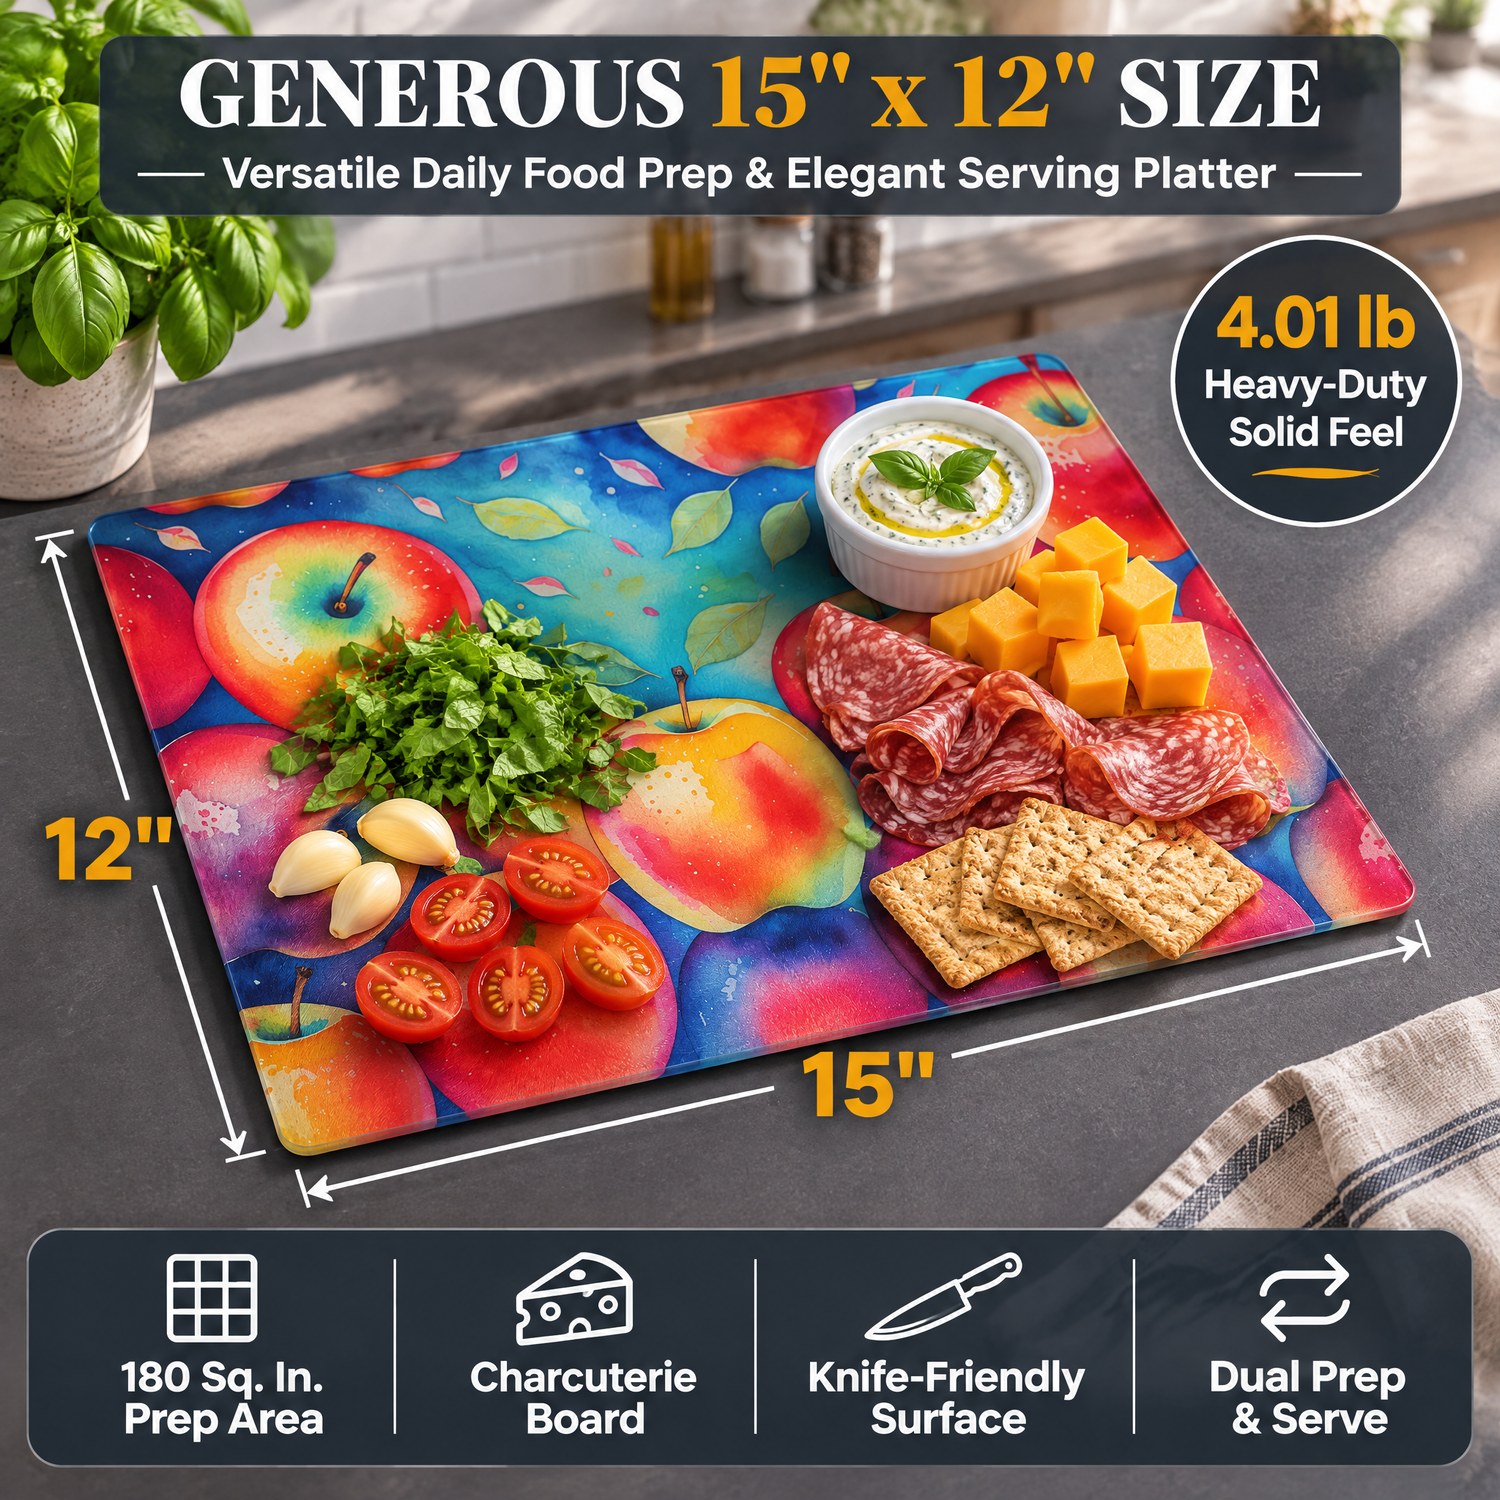 GENEROUS 15" x 12" SIZE
Versatile Daily Food Prep & Elegant Serving Platter
4.01 lb
Heavy-Duty
Solid Feel
12"
15"
180 Sq. In.
Prep Area
Charcuterie
Board
Knife-Friendly
Surface
Dual Prep
& Serve